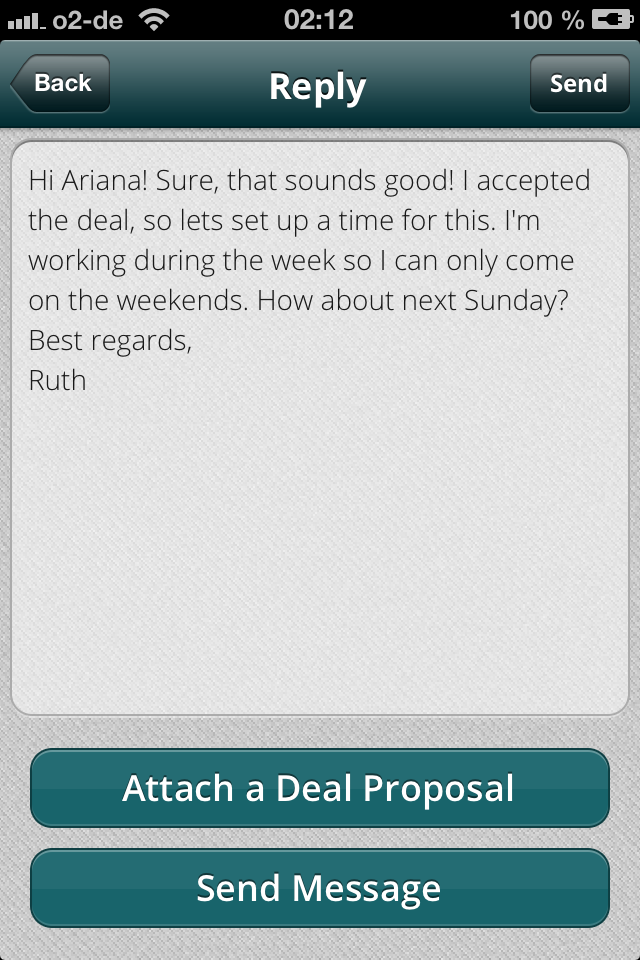 o2-de 02:12 100 %
Back Reply Send
Hi Ariana! Sure, that sounds good! I accepted
the deal, so lets set up a time for this. I'm
working during the week so I can only come
on the weekends. How about next Sunday?
Best regards,
Ruth
Attach a Deal Proposal
Send Message